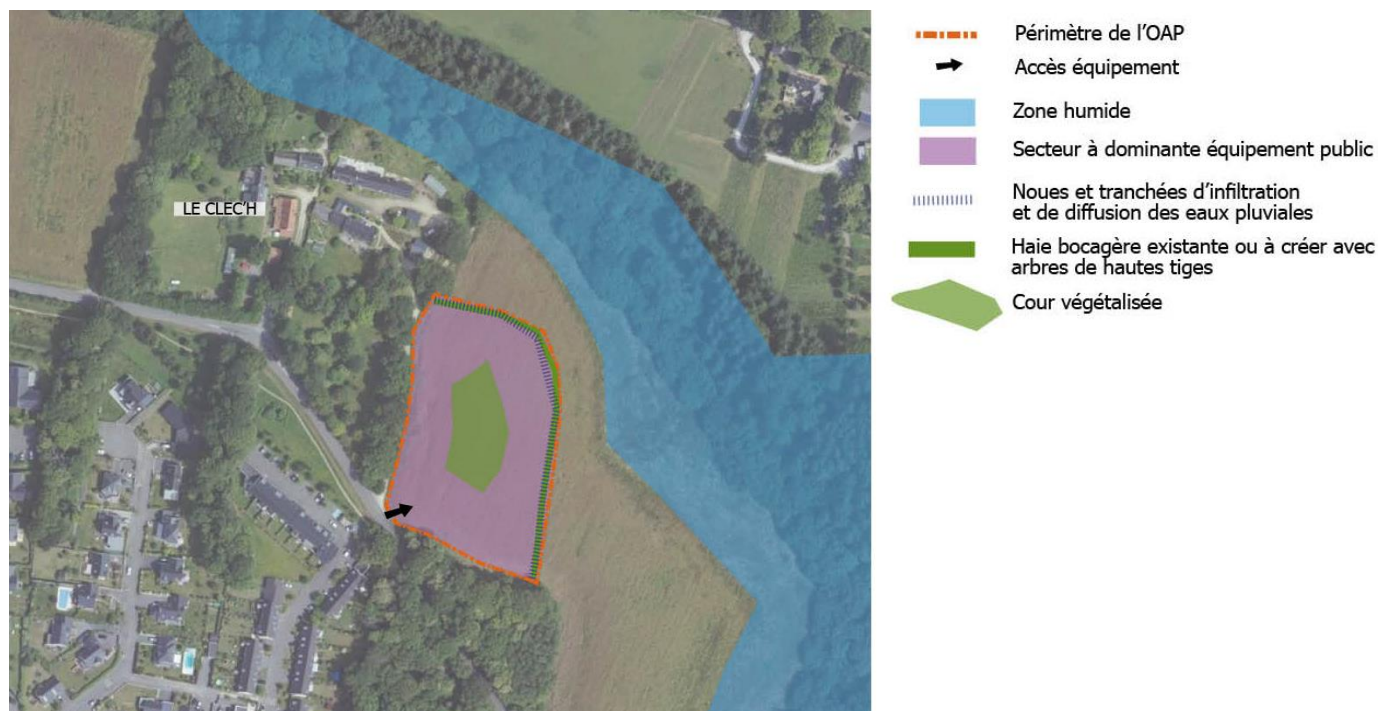 LE CLEC'H
Périmètre de l'OAP
Accès équipement
Zone humide
Secteur à dominante équipement public
Noues et tranchées d'infiltration
et de diffusion des eaux pluviales
Haie bocagère existante ou à créer avec
arbres de hautes tiges
Cour végétalisée